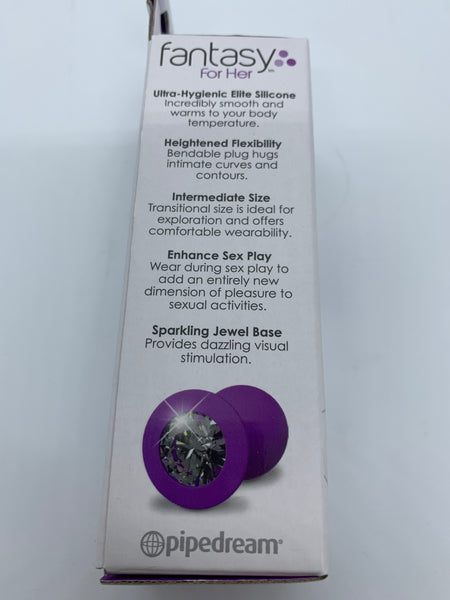 fantasy
For Her
Ultra-Hygienic Elite Silicone
Incredibly smooth and
warms to your body
temperature.
Heightened Flexibility
Bendable plug hugs
intimate curves and
contours.
Intermediate Size
Transitional size is ideal for
exploration and offers
comfortable wearability.
Enhance Sex Play
Wear during sex play to
add an entirely new
dimension of pleasure to
sexual activities.
Sparkling Jewel Base
Provides dazzling visual
stimulation.
pipedream®